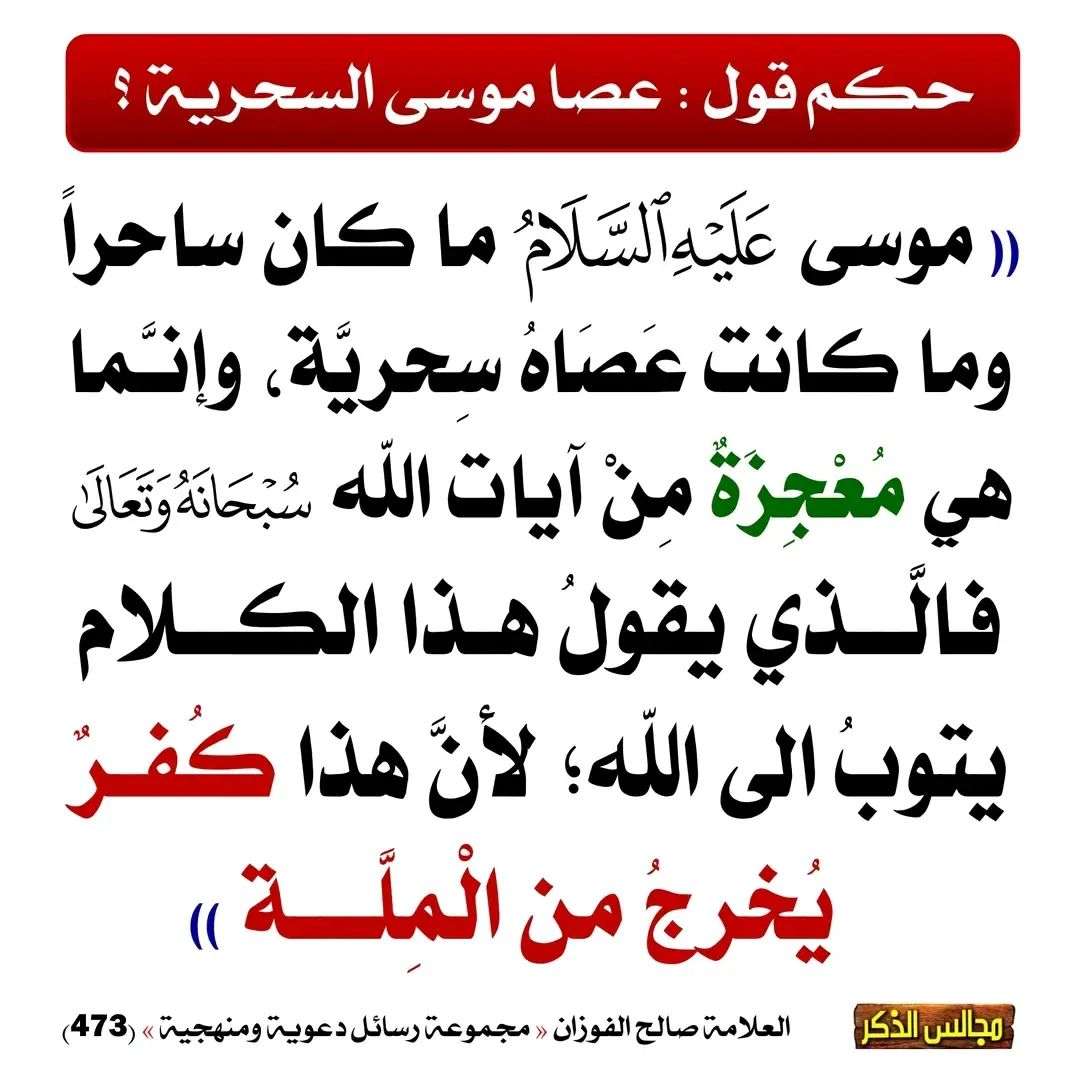 حكم قول : عصا موسى السحرية ؟
(( موسى عَلَيْهِ ٱلسَّلَامُ ما كان ساحراً
وما كانت عَصَاهُ سِحريَّة، وإنَّما
هي مُعْجِزَةٌ مِنْ آيات اللّه سُبْحَانَهُ وَتَعَالَىٰ
فالَّذي يقولُ هذا الكلام
يتوبُ الى اللّه؛ لأنَّ هذا كُفرٌ
يُخرجُ من الْمِلَّة ))
العلامة صالح الفوزان « مجموعة رسائل دعوية ومنهجية » (473)
مجالس الذكر